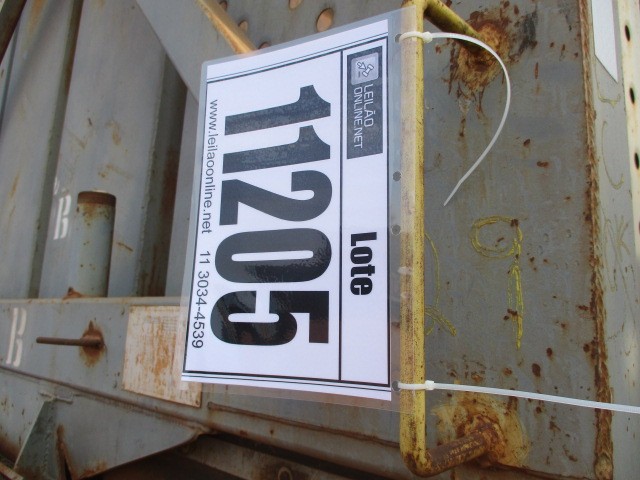 LEILÃO
ONLINE.NET
Lote
11205
www.leilaoonline.net 11 3034-4539
B
B